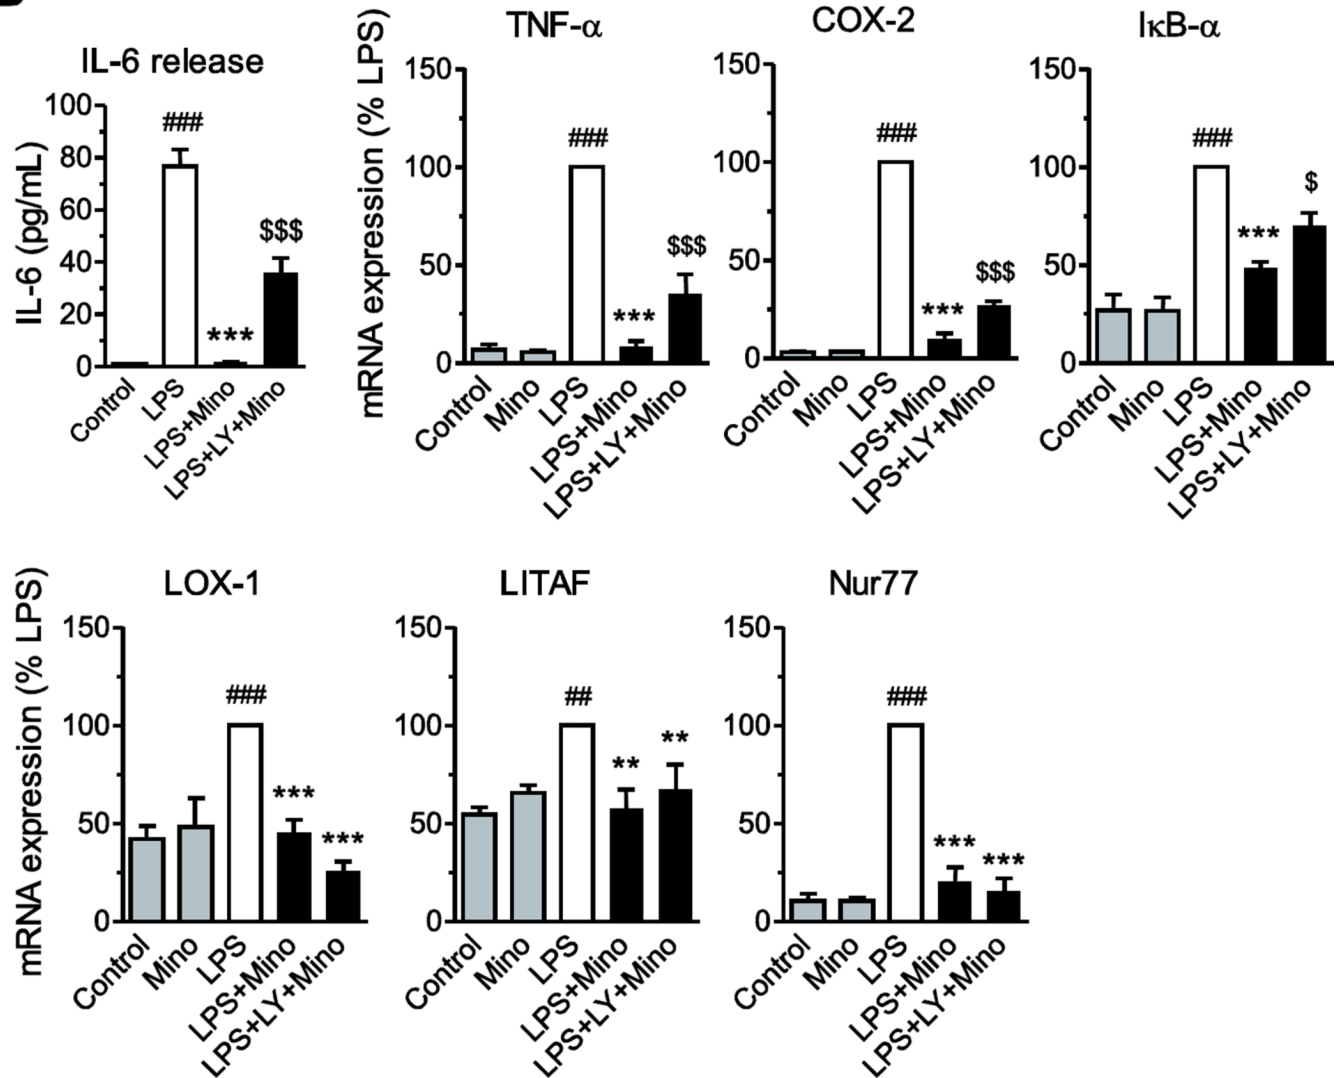 IL-6 release
IL-6 (pg/mL)
100
80
60
40
20
0
###
***
$$$
Control
LPS
LPS+Mino
LPS+LY+Mino
TNF-α
mRNA expression (% LPS)
150
100
50
0
###
***
$$$
Control
Mino
LPS
LPS+Mino
LPS+LY+Mino
COX-2
150
100
50
0
###
***
$$$
Control
Mino
LPS
LPS+Mino
LPS+LY+Mino
IκB-α
150
100
50
0
###
***
$
Control
Mino
LPS
LPS+Mino
LPS+LY+Mino
LOX-1
mRNA expression (% LPS)
150
100
50
0
###
***
***
Control
Mino
LPS
LPS+Mino
LPS+LY+Mino
LITAF
150
100
50
0
##
**
**
Control
Mino
LPS
LPS+Mino
LPS+LY+Mino
Nur77
150
100
50
0
###
***
***
Control
Mino
LPS
LPS+Mino
LPS+LY+Mino